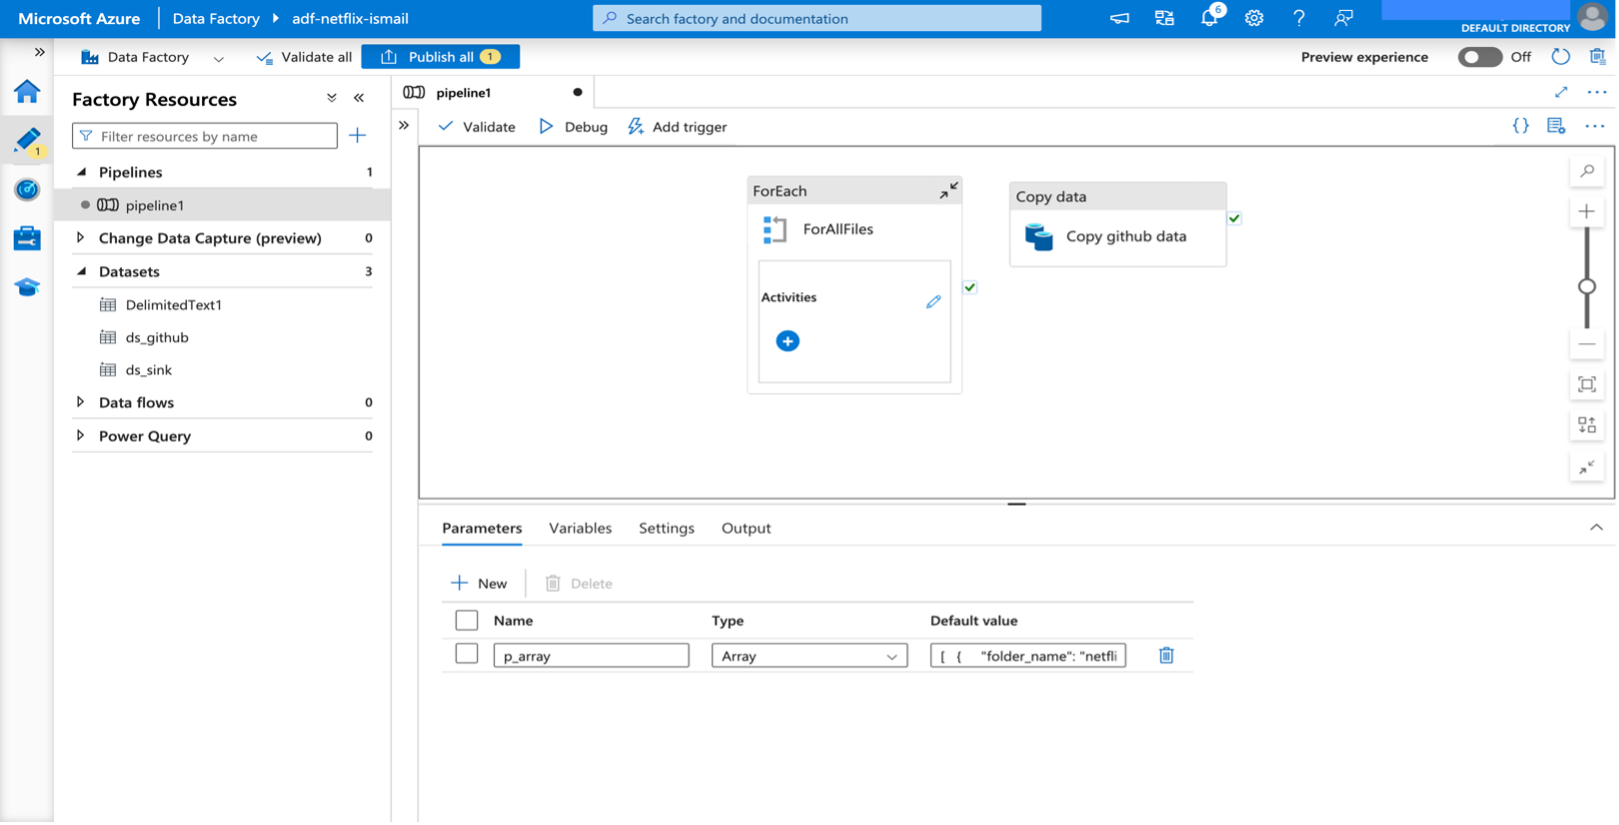 Microsoft Azure Data Factory adf-netflix-ismail Search factory and documentation 6 DEFAULT DIRECTORY
Data Factory Validate all Publish all 1 Preview experience Off
Factory Resources
Filter resources by name
1
Pipelines 1
pipeline1
Change Data Capture (preview) 0
Datasets 3
DelimitedText1
ds_github
ds_sink
Data flows 0
Power Query 0
pipeline1
Validate Debug Add trigger {}
ForEach
ForAllFiles
Activities
Copy data
Copy github data
Parameters Variables Settings Output
New Delete
Name Type Default value
p_array Array [ { "folder_name": "netfli